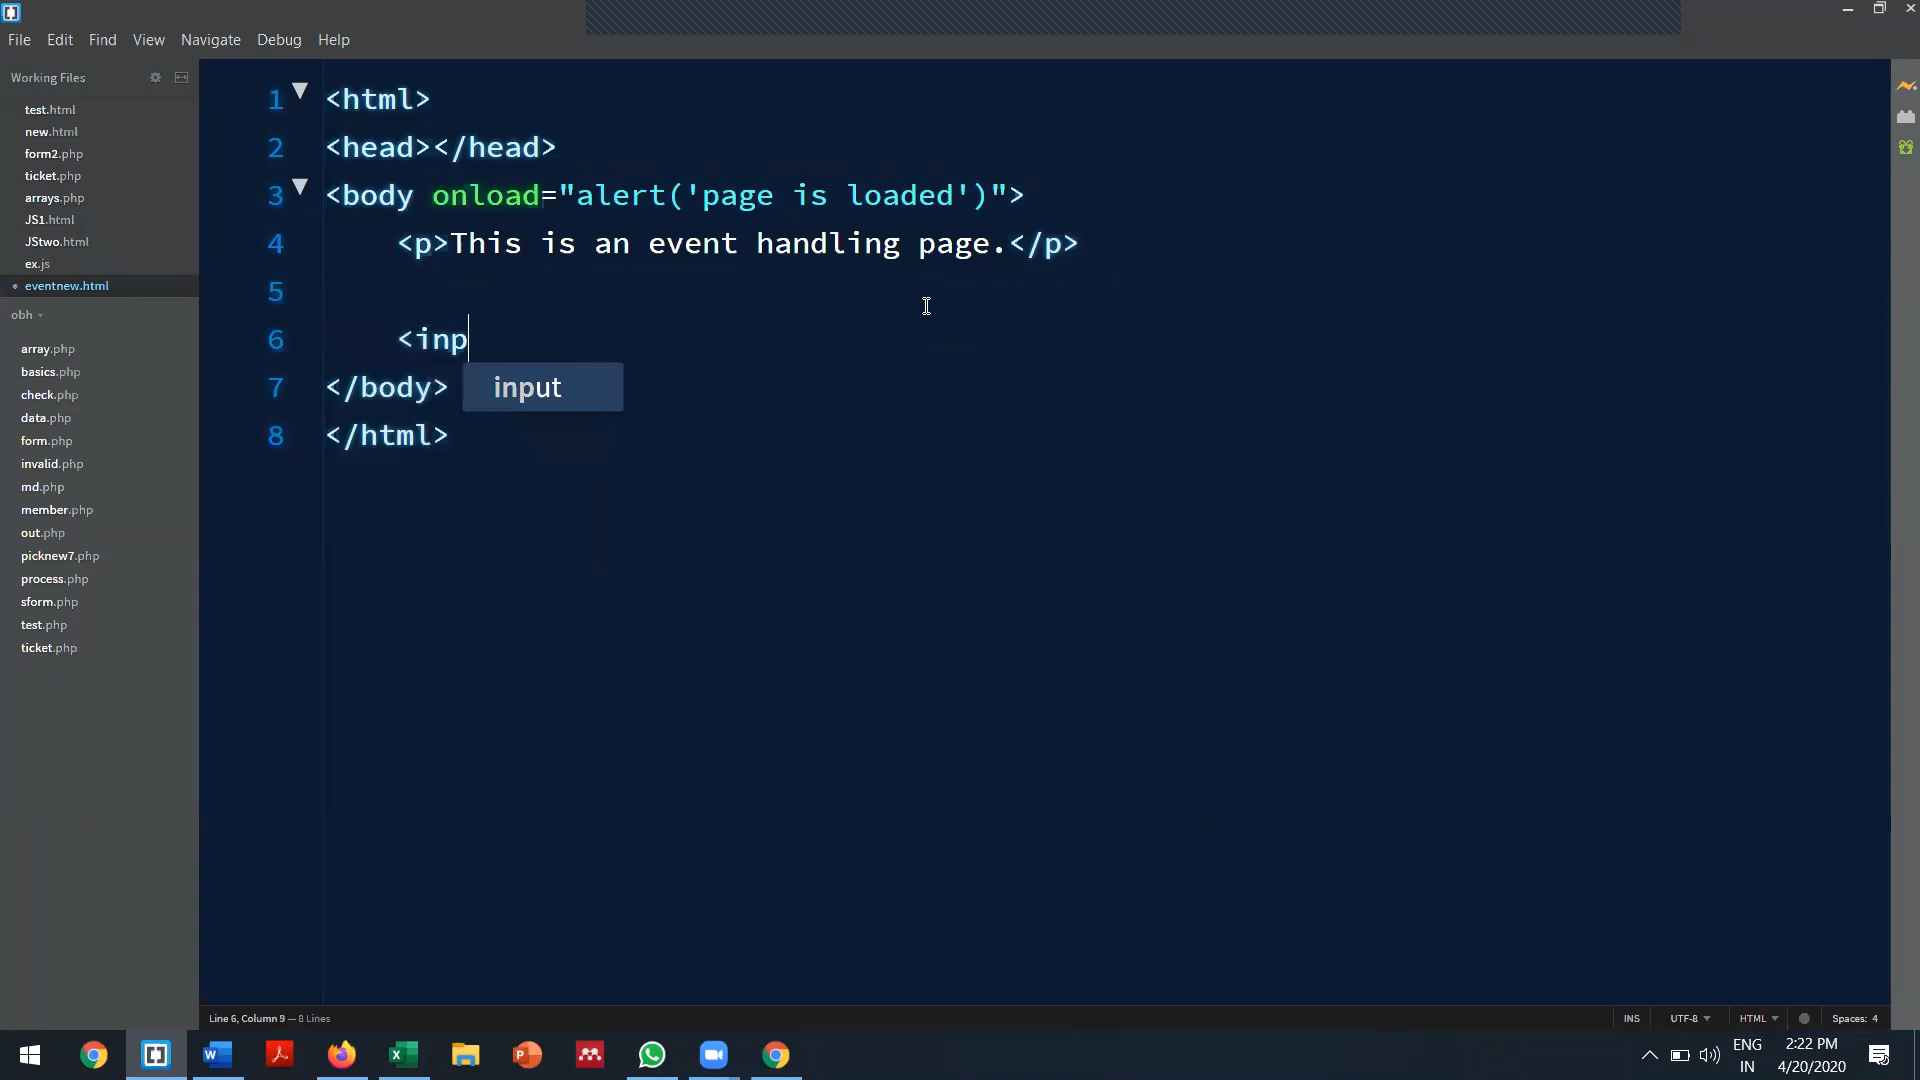 File Edit Find View Navigate Debug Help
Working Files
test.html
new.html
form2.php
ticket.php
arrays.php
JS1.html
JStwo.html
ex.js
eventnew.html
obh
array.php
basics.php
check.php
data.php
form.php
invalid.php
md.php
member.php
out.php
picknew7.php
process.php
sform.php
test.php
ticket.php
1 <html>
2 <head></head>
3 <body onload="alert('page is loaded')">
4 <p>This is an event handling page.</p>
5
6 <inp
input
7 </body>
8 </html>
Line 6, Column 9 — 8 Lines
INS UTF-8 HTML Spaces: 4
ENG
IN
2:22 PM
4/20/2020